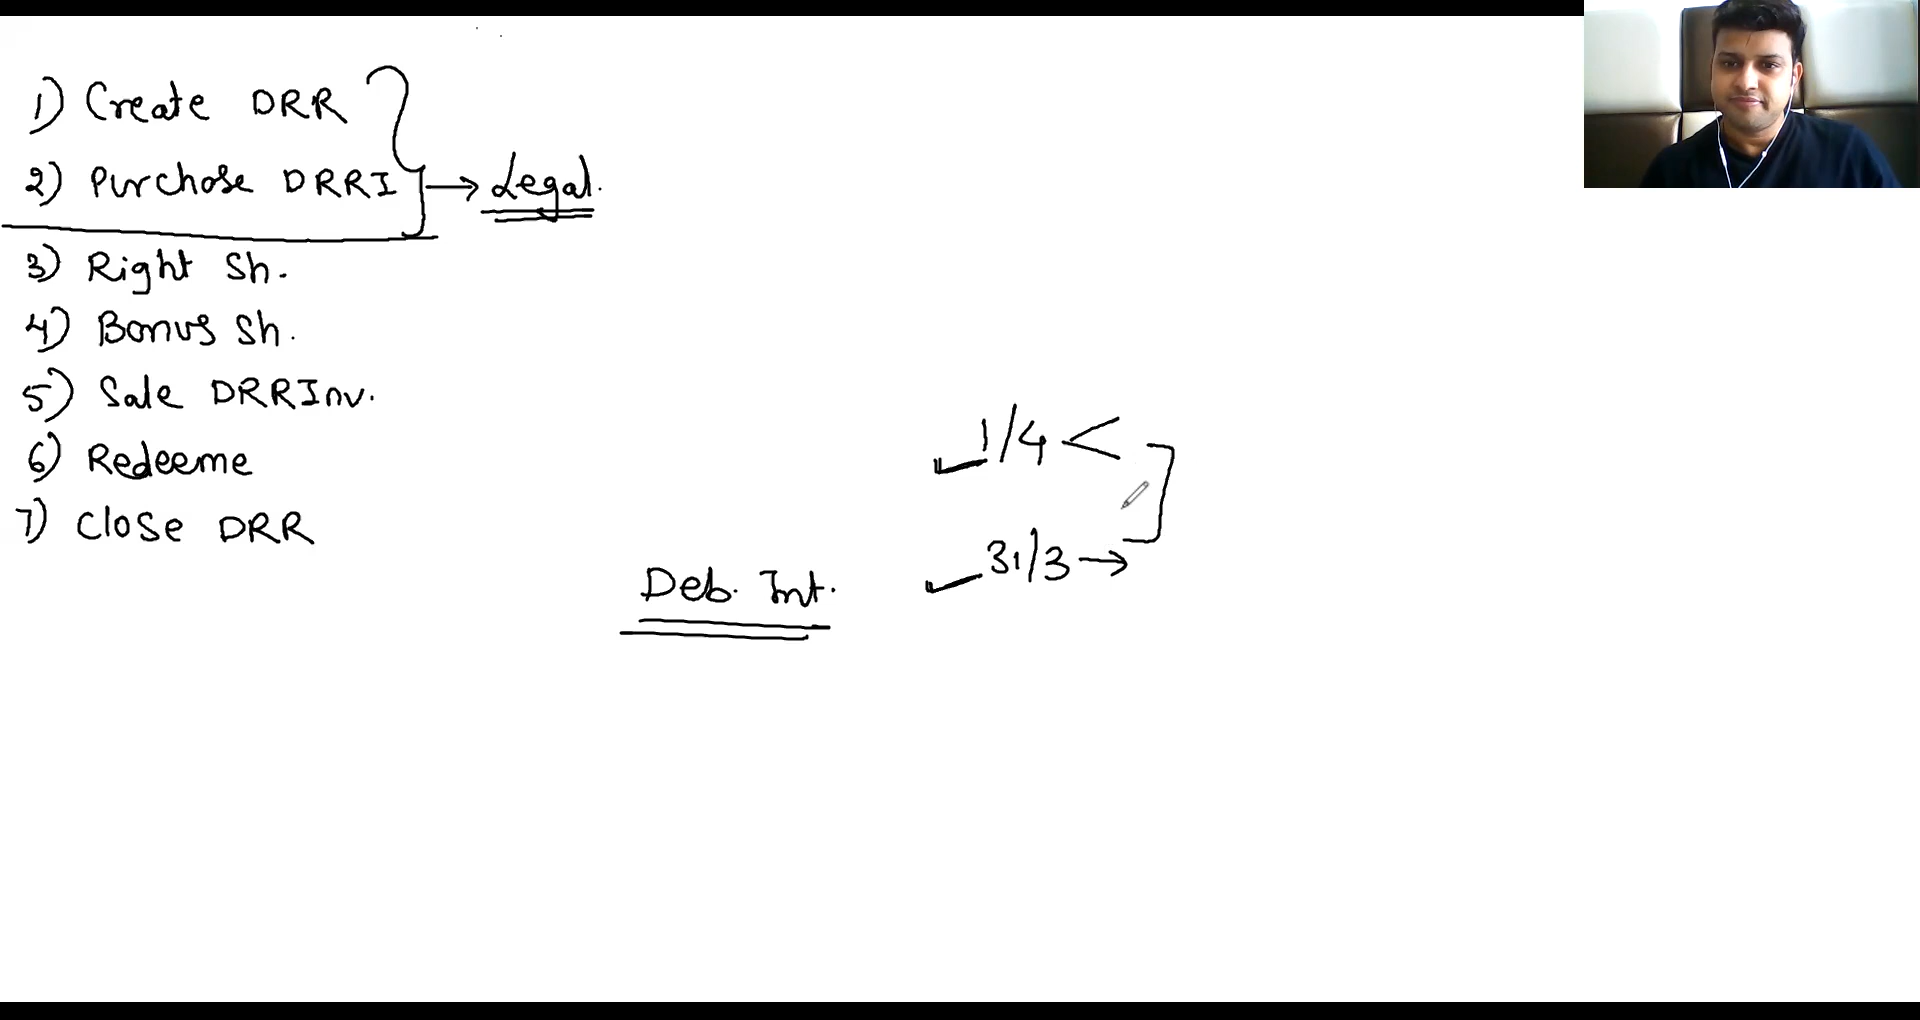 1) Create DRR
2) Purchase DRRI → Legal.
3) Right Sh.
4) Bonus Sh.
5) Sale DRRInv.
6) Redeeme
7) Close DRR
1/4 <
31/3 →
Deb. Int.